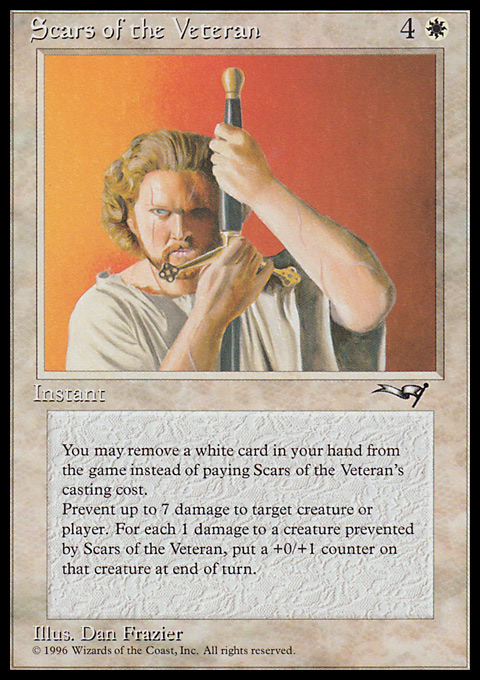 Scars of the Veteran 4
Instant
You may remove a white card in your hand from
the game instead of paying Scars of the Veteran's
casting cost.
Prevent up to 7 damage to target creature or
player. For each 1 damage to a creature prevented
by Scars of the Veteran, put a +0/+1 counter on
that creature at end of turn.
Illus. Dan Frazier
© 1996 Wizards of the Coast, Inc. All rights reserved.